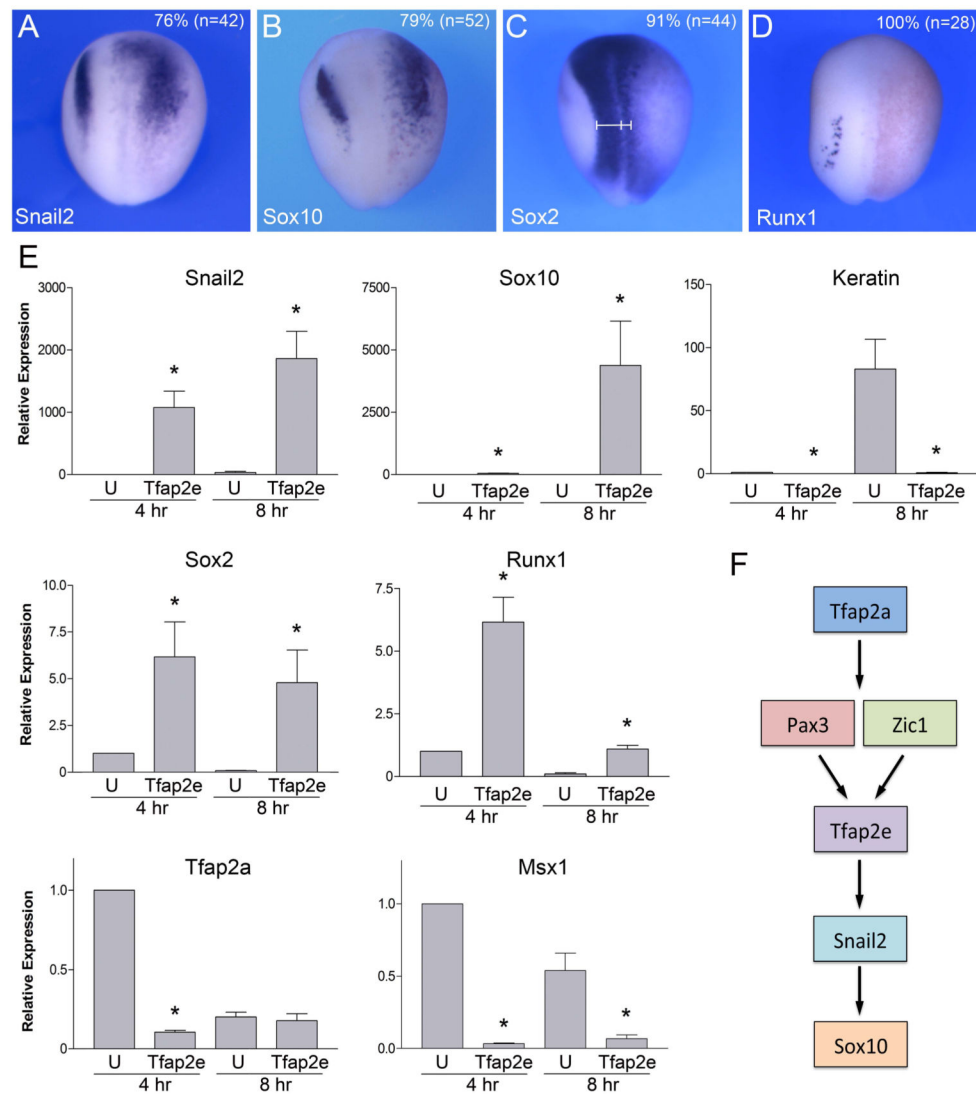 A 76% (n=42)
Snail2
B 79% (n=52)
Sox10
C 91% (n=44)
Sox2
D 100% (n=28)
Runx1
E
Snail2
Relative Expression
3000
2000
1000
0
*
*
U Tfap2e U Tfap2e
4 hr 8 hr
Sox10
7500
5000
2500
0
*
*
U Tfap2e U Tfap2e
4 hr 8 hr
Keratin
150
100
50
0
*
*
U Tfap2e U Tfap2e
4 hr 8 hr
Sox2
Relative Expression
10.0
7.5
5.0
2.5
0
*
*
U Tfap2e U Tfap2e
4 hr 8 hr
Runx1
7.5
5.0
2.5
0
*
*
U Tfap2e U Tfap2e
4 hr 8 hr
Tfap2a
Relative Expression
1.0
0.5
0
*
U Tfap2e U Tfap2e
4 hr 8 hr
Msx1
1.0
0.5
0.0
*
*
U Tfap2e U Tfap2e
4 hr 8 hr
F
Tfap2a
Pax3 Zic1
Tfap2e
Snail2
Sox10